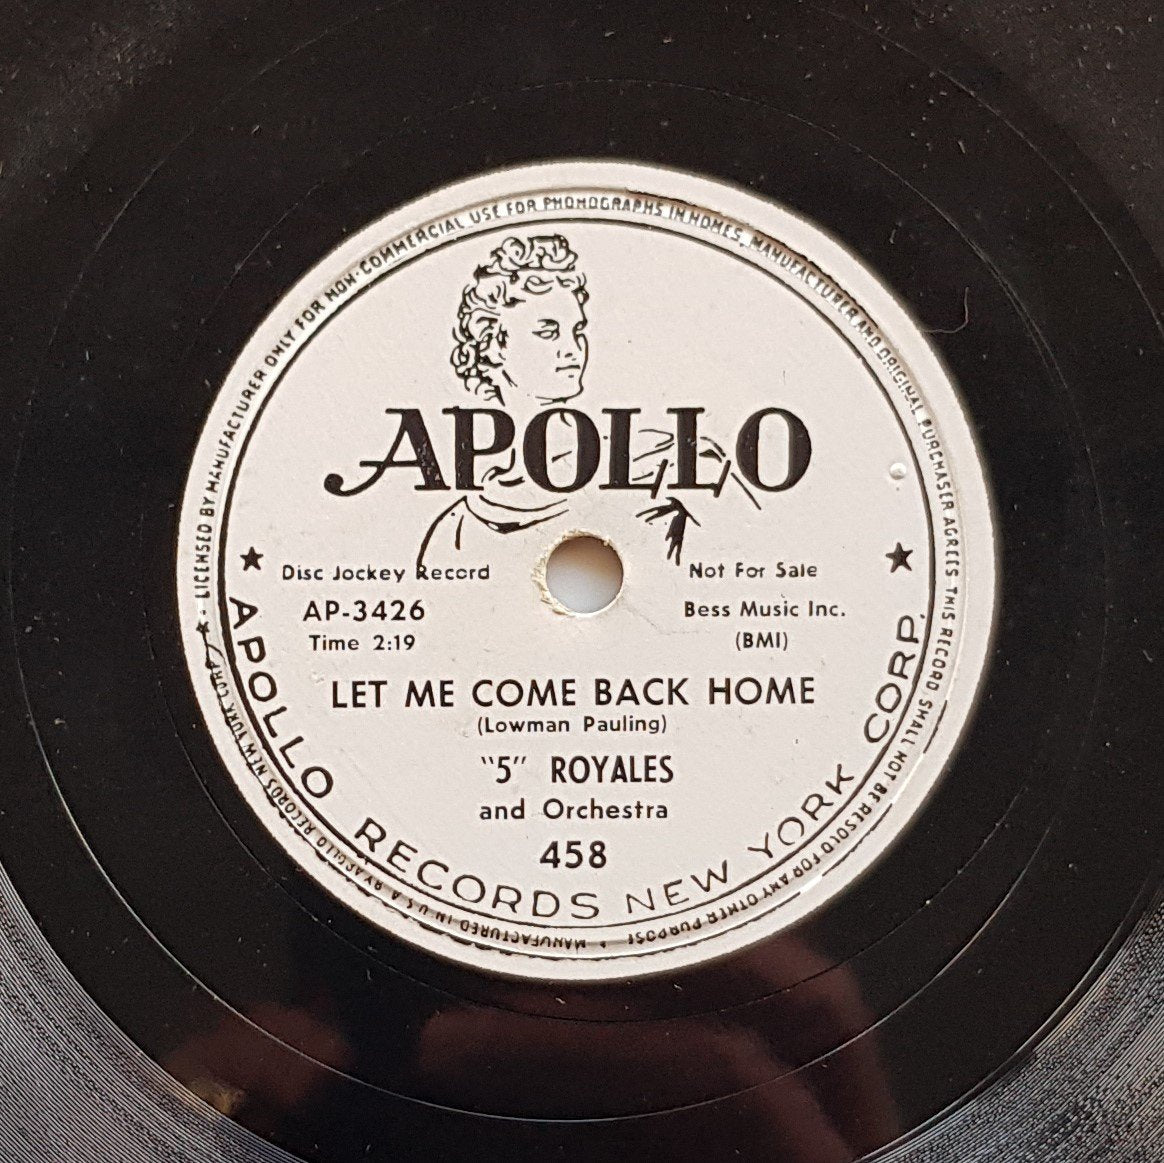 ★ LICENSED BY MANUFACTURER ONLY FOR NON-COMMERCIAL USE FOR PHONOGRAPHS IN HOMES, MANUFACTURER AND ORIGINAL PURCHASER AGREES THIS RECORD SHALL NOT BE RESOLD FOR ANY OTHER PURPOSE • MANUFACTURED IN U.S.A. BY APOLLO RECORDS NEW YORK CORP.
APOLLO
Disc Jockey Record
Not For Sale
AP-3426
Bess Music Inc.
Time 2:19
(BMI)
LET ME COME BACK HOME
(Lowman Pauling)
"5" ROYALES
and Orchestra
458
★ APOLLO RECORDS NEW YORK CORP. ★